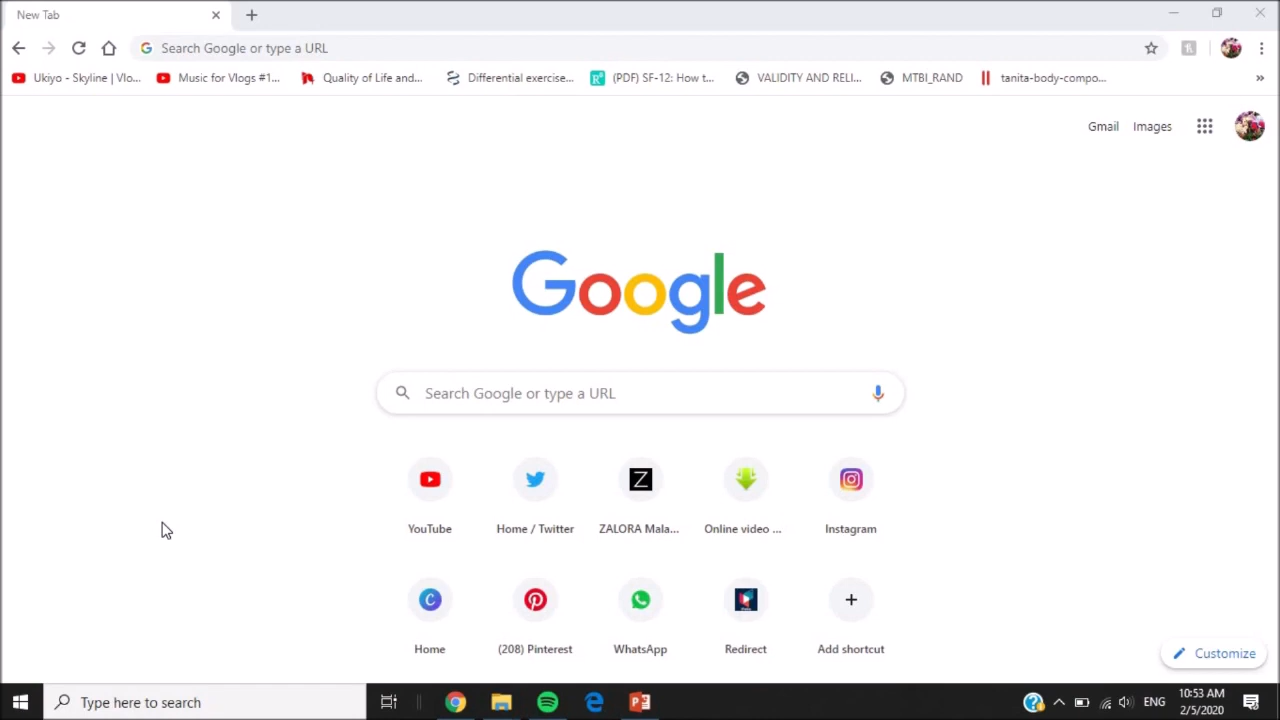 New Tab
Search Google or type a URL
Ukiyo - Skyline | Vlo... Music for Vlogs #1... Quality of Life and... Differential exercise... (PDF) SF-12: How t... VALIDITY AND RELI... MTBI_RAND tanita-body-compo... »
Gmail Images
Google
Search Google or type a URL
YouTube Home / Twitter ZALORA Mala... Online video ... Instagram
Home (208) Pinterest WhatsApp Redirect Add shortcut
Customize
Type here to search
ENG
10:53 AM
2/5/2020